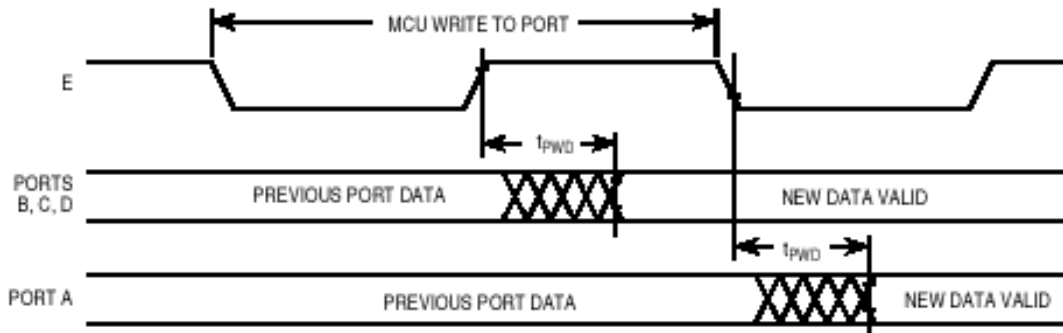 MCU WRITE TO PORT
E
tPWD
PORTS
B, C, D
PREVIOUS PORT DATA
NEW DATA VALID
tPWD
PORT A
PREVIOUS PORT DATA
NEW DATA VALID